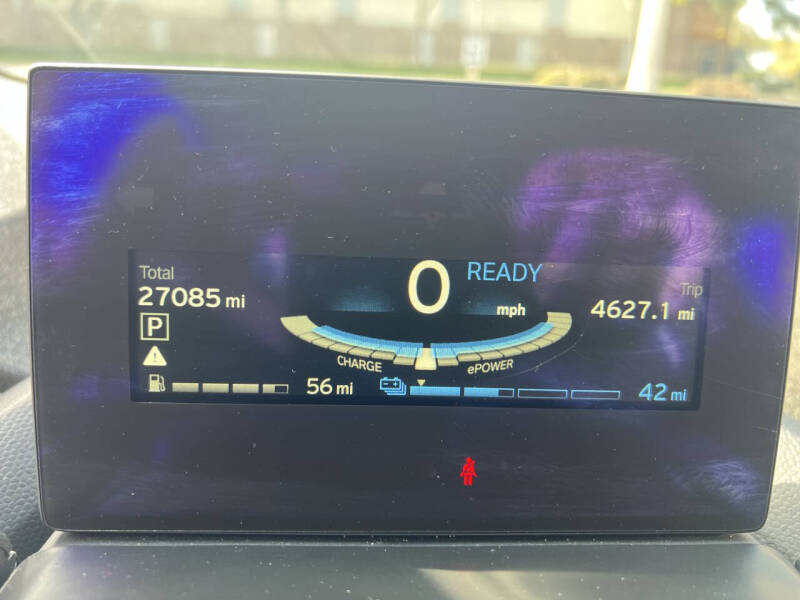 Total
27085 mi
P
0
READY
mph
Trip
4627.1 mi
CHARGE
ePOWER
56 mi
42 mi